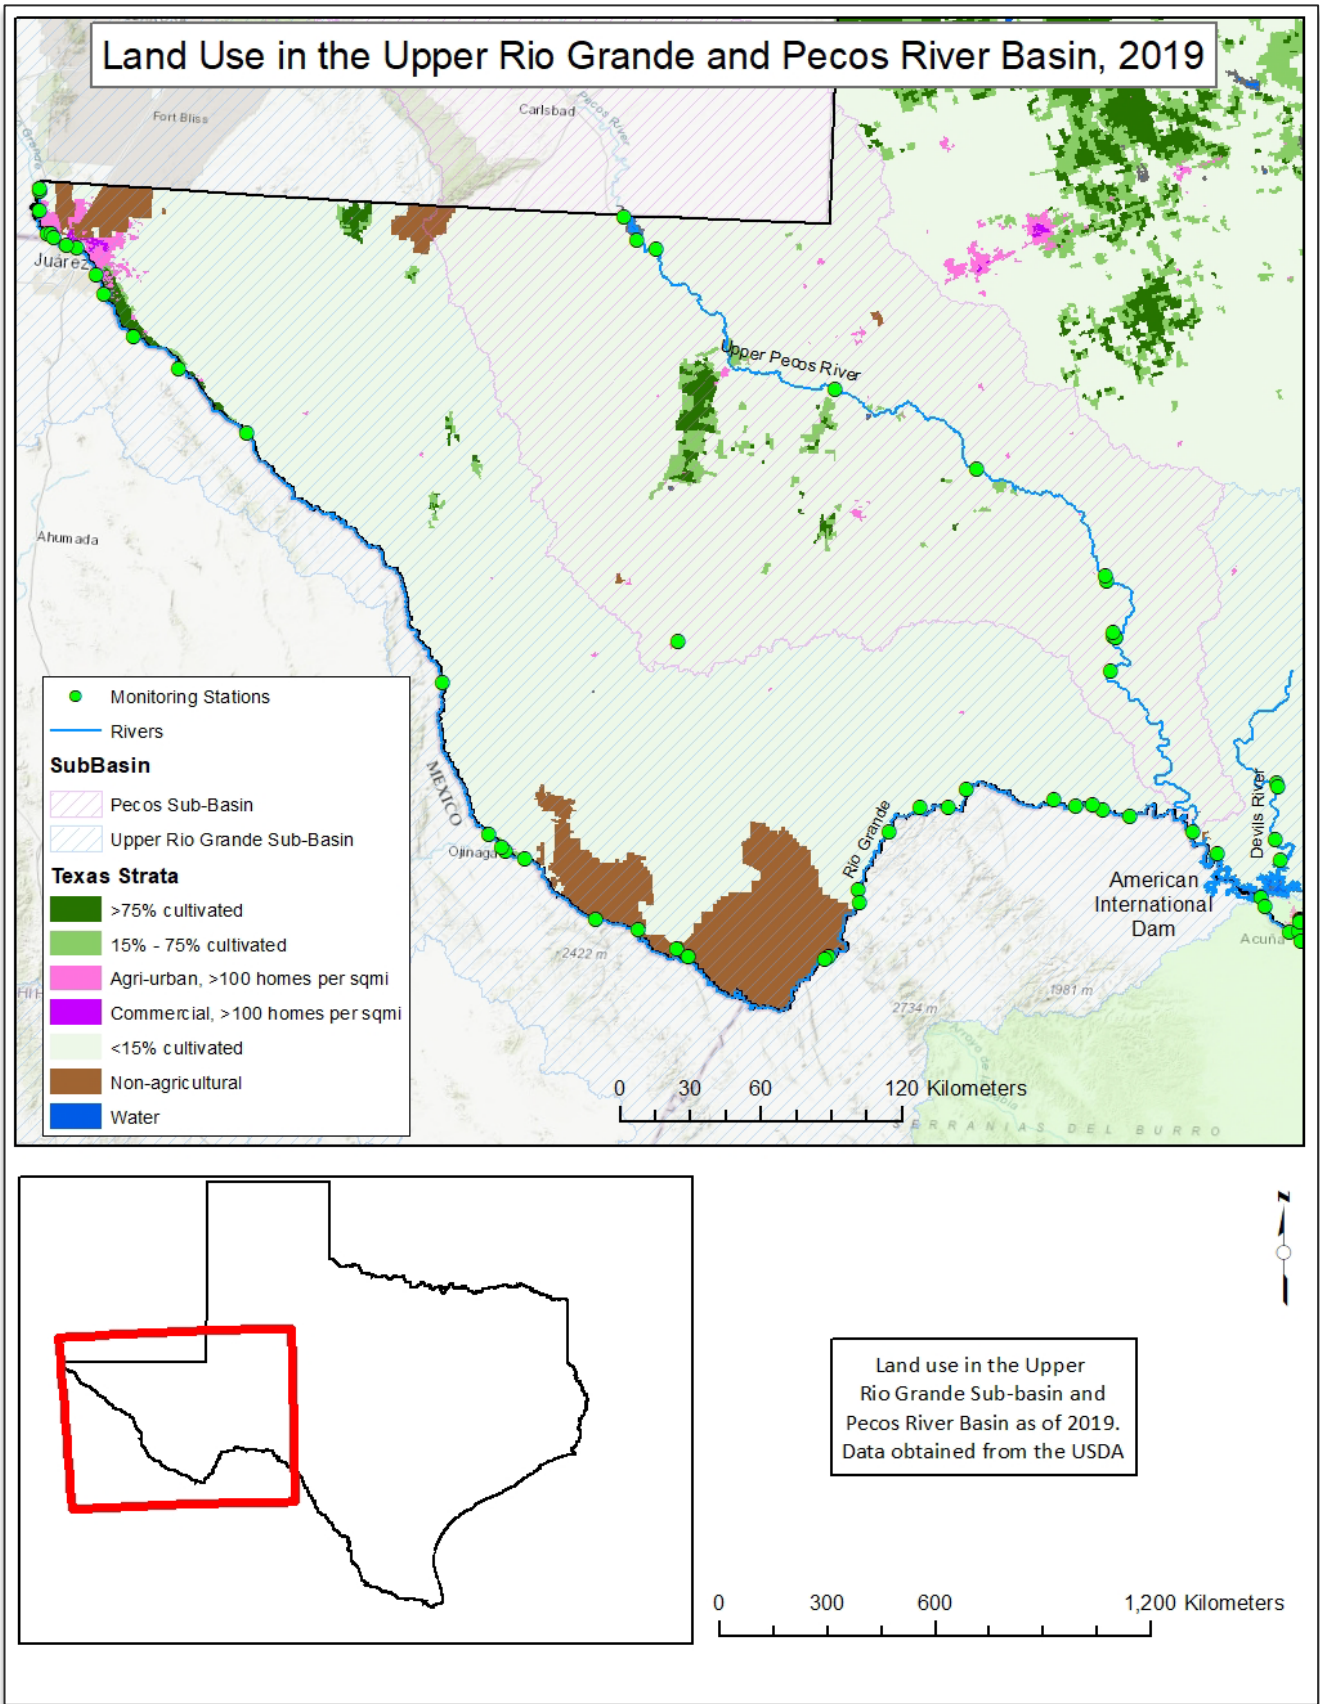 Land Use in the Upper Rio Grande and Pecos River Basin, 2019
Fort Bliss
Carlsbad
Pecos River
Grande
Juárez
Upper Pecos River
Ahumada
MEXICO
Ojinaga
Rio Grande
Devils River
American
International
Dam
Acuña
2422 m
2734 m
1981 m
SERRANIAS DEL BURRO
Monitoring Stations
Rivers
SubBasin
Pecos Sub-Basin
Upper Rio Grande Sub-Basin
Texas Strata
>75% cultivated
15% - 75% cultivated
Agri-urban, >100 homes per sqmi
Commercial, >100 homes per sqmi
<15% cultivated
Non-agricultural
Water
0 30 60 120 Kilometers
N
Land use in the Upper
Rio Grande Sub-basin and
Pecos River Basin as of 2019.
Data obtained from the USDA
0 300 600 1,200 Kilometers